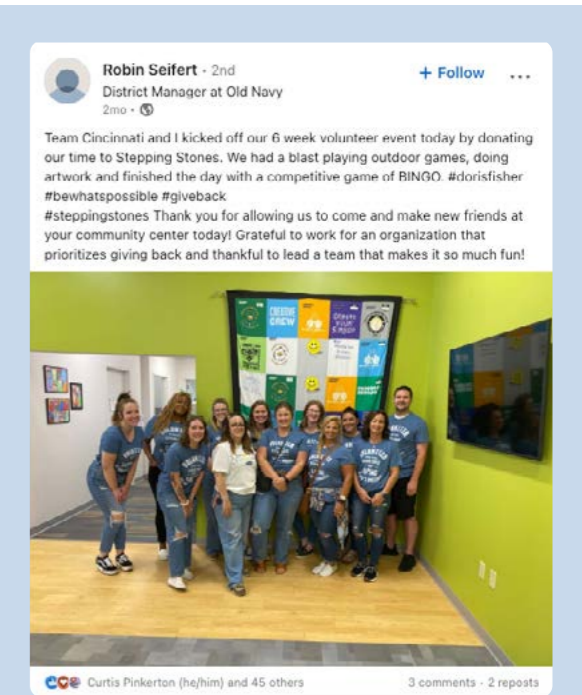 Robin Seifert · 2nd
+ Follow ...
District Manager at Old Navy
2mo ·
Team Cincinnati and I kicked off our 6 week volunteer event today by donating
our time to Stepping Stones. We had a blast playing outdoor games, doing
artwork and finished the day with a competitive game of BINGO. #dorisfisher
#bewhatspossible #giveback
#steppingstones Thank you for allowing us to come and make new friends at
your community center today! Grateful to work for an organization that
prioritizes giving back and thankful to lead a team that makes it so much fun!
CREATIVE
CREW
Curtis Pinkerton (he/him) and 45 others
3 comments · 2 reposts